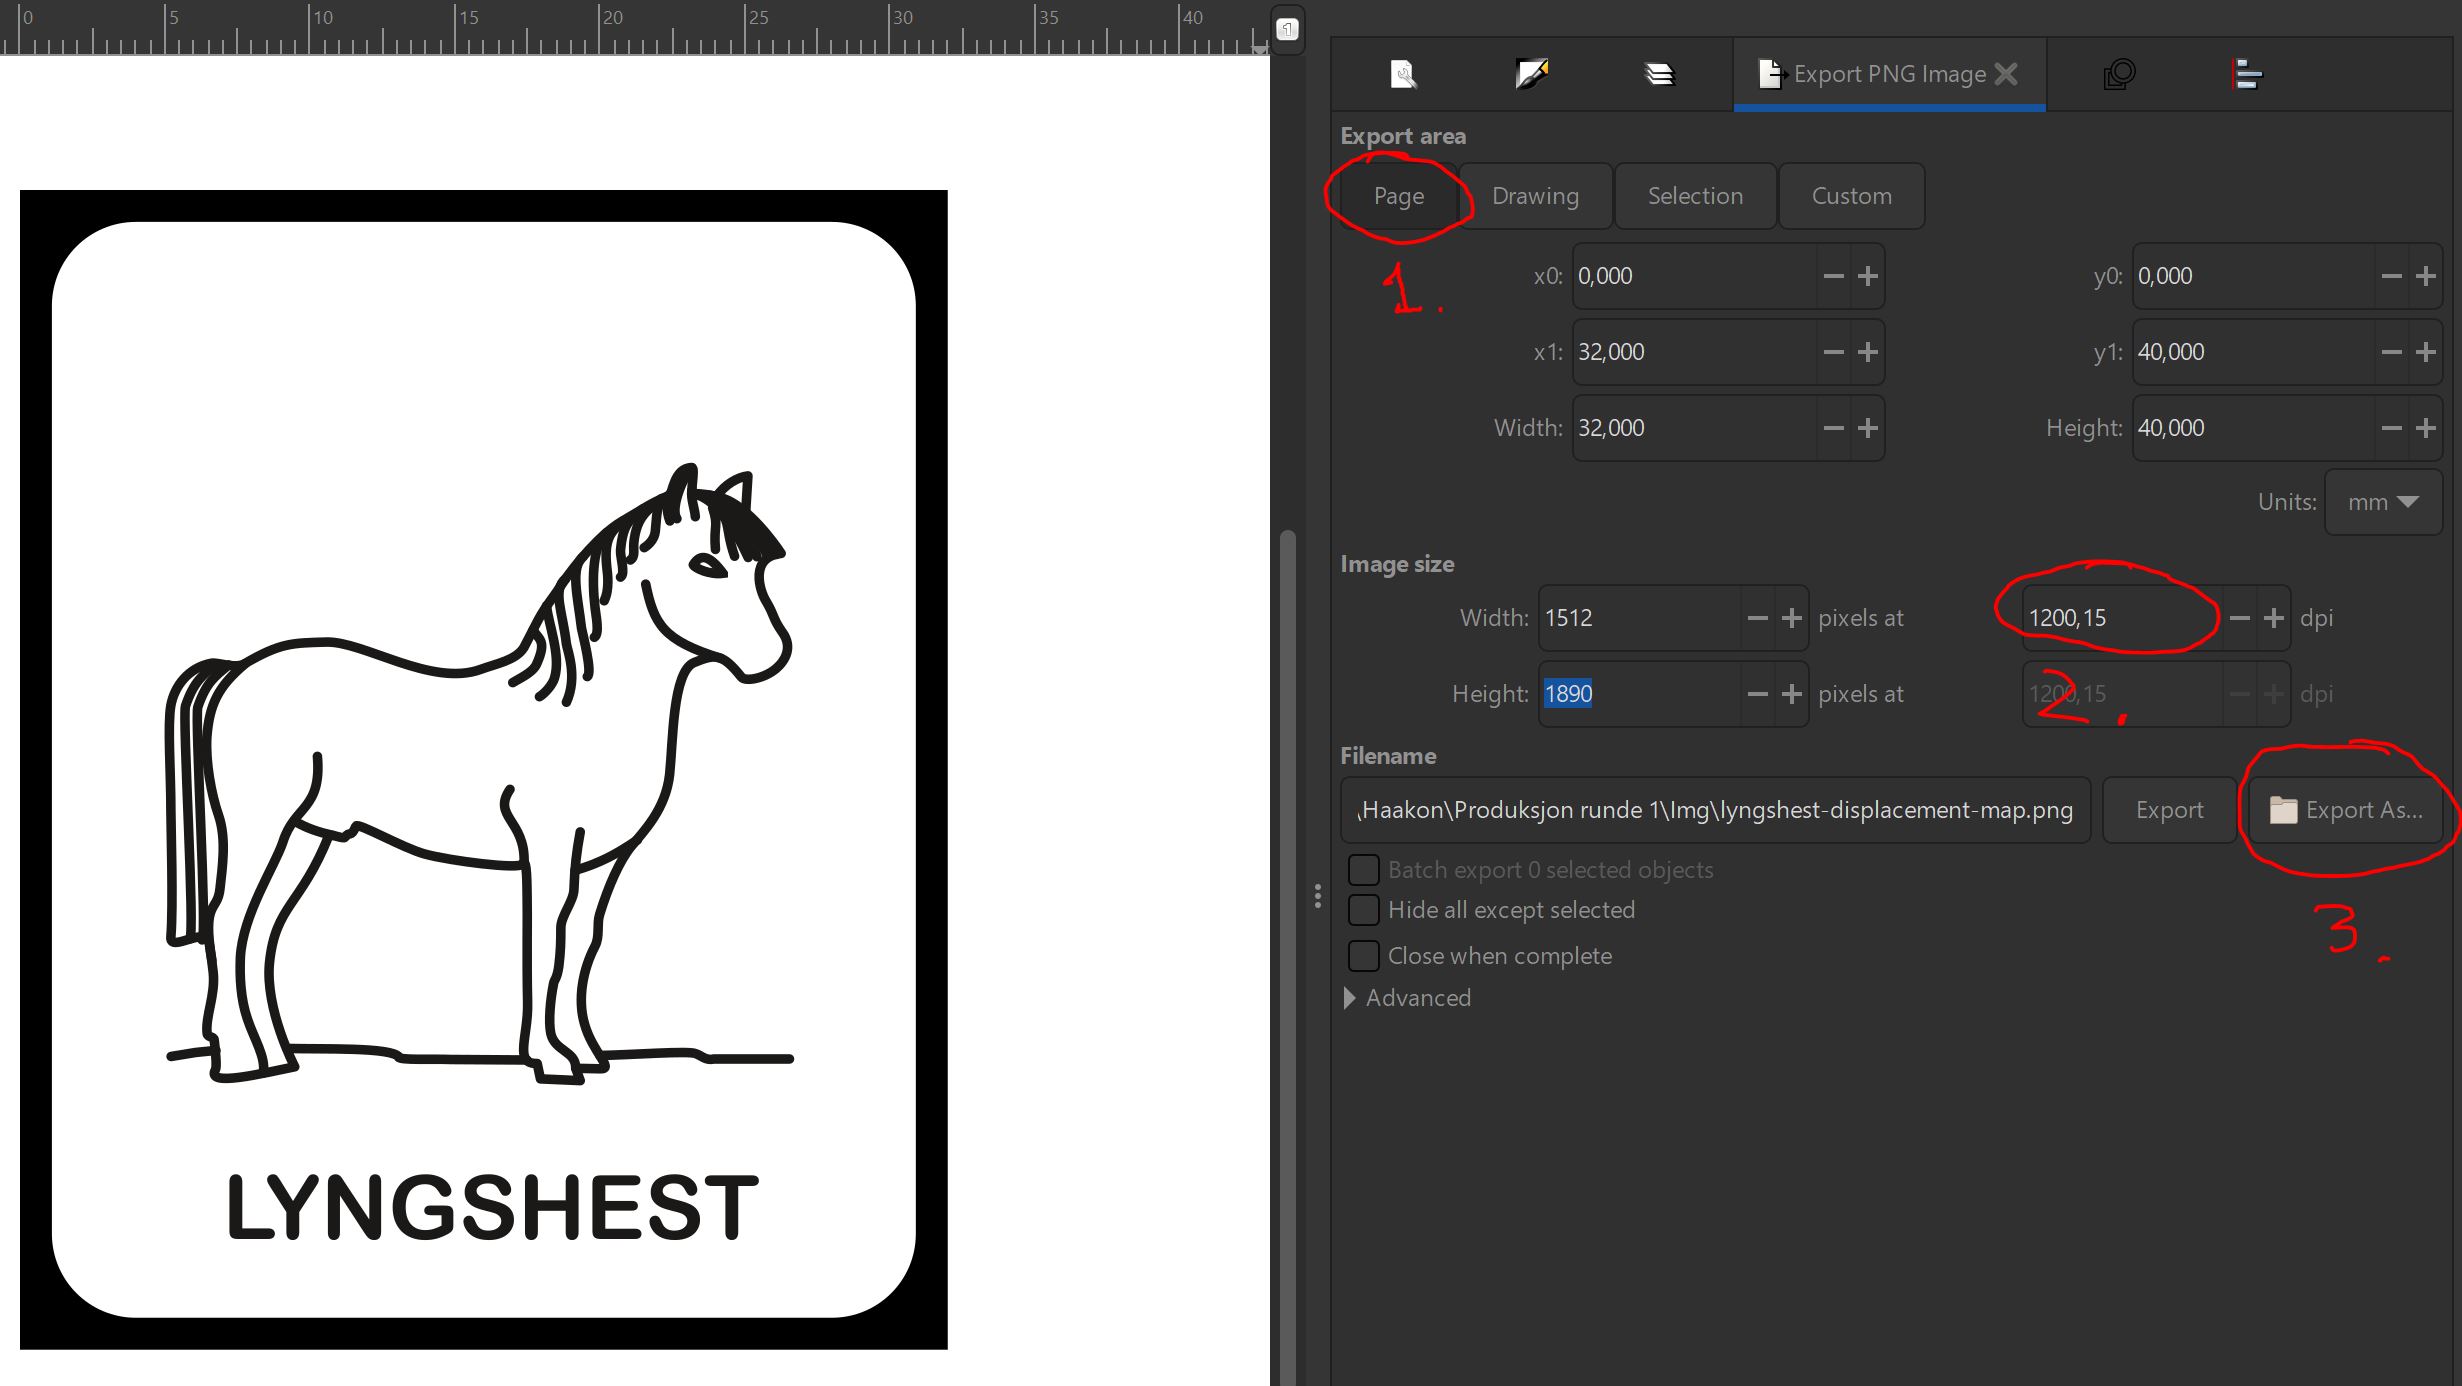 0 5 10 15 20 25 30 35 40
1
Export PNG Image
Export area
Page Drawing Selection Custom
1.
x0: 0,000 y0: 0,000
x1: 32,000 y1: 40,000
Width: 32,000 Height: 40,000
Units: mm
Image size
Width: 1512 pixels at 1200,15 dpi
Height: 1890 pixels at 1200,15 dpi
2.
Filename
\Haakon\Produksjon runde 1\Img\lyngshest-displacement-map.png Export Export As...
Batch export 0 selected objects
Hide all except selected
3.
Close when complete
Advanced
LYNGSHEST